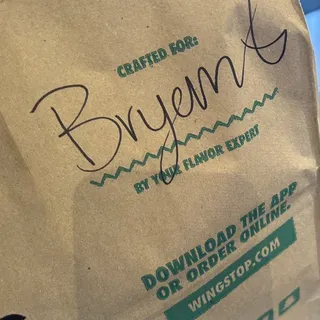 CRAFTED FOR:
Bryant
BY YOUR FLAVOR EXPERT
DOWNLOAD THE APP
OR ORDER ONLINE.
WINGSTOP.COM